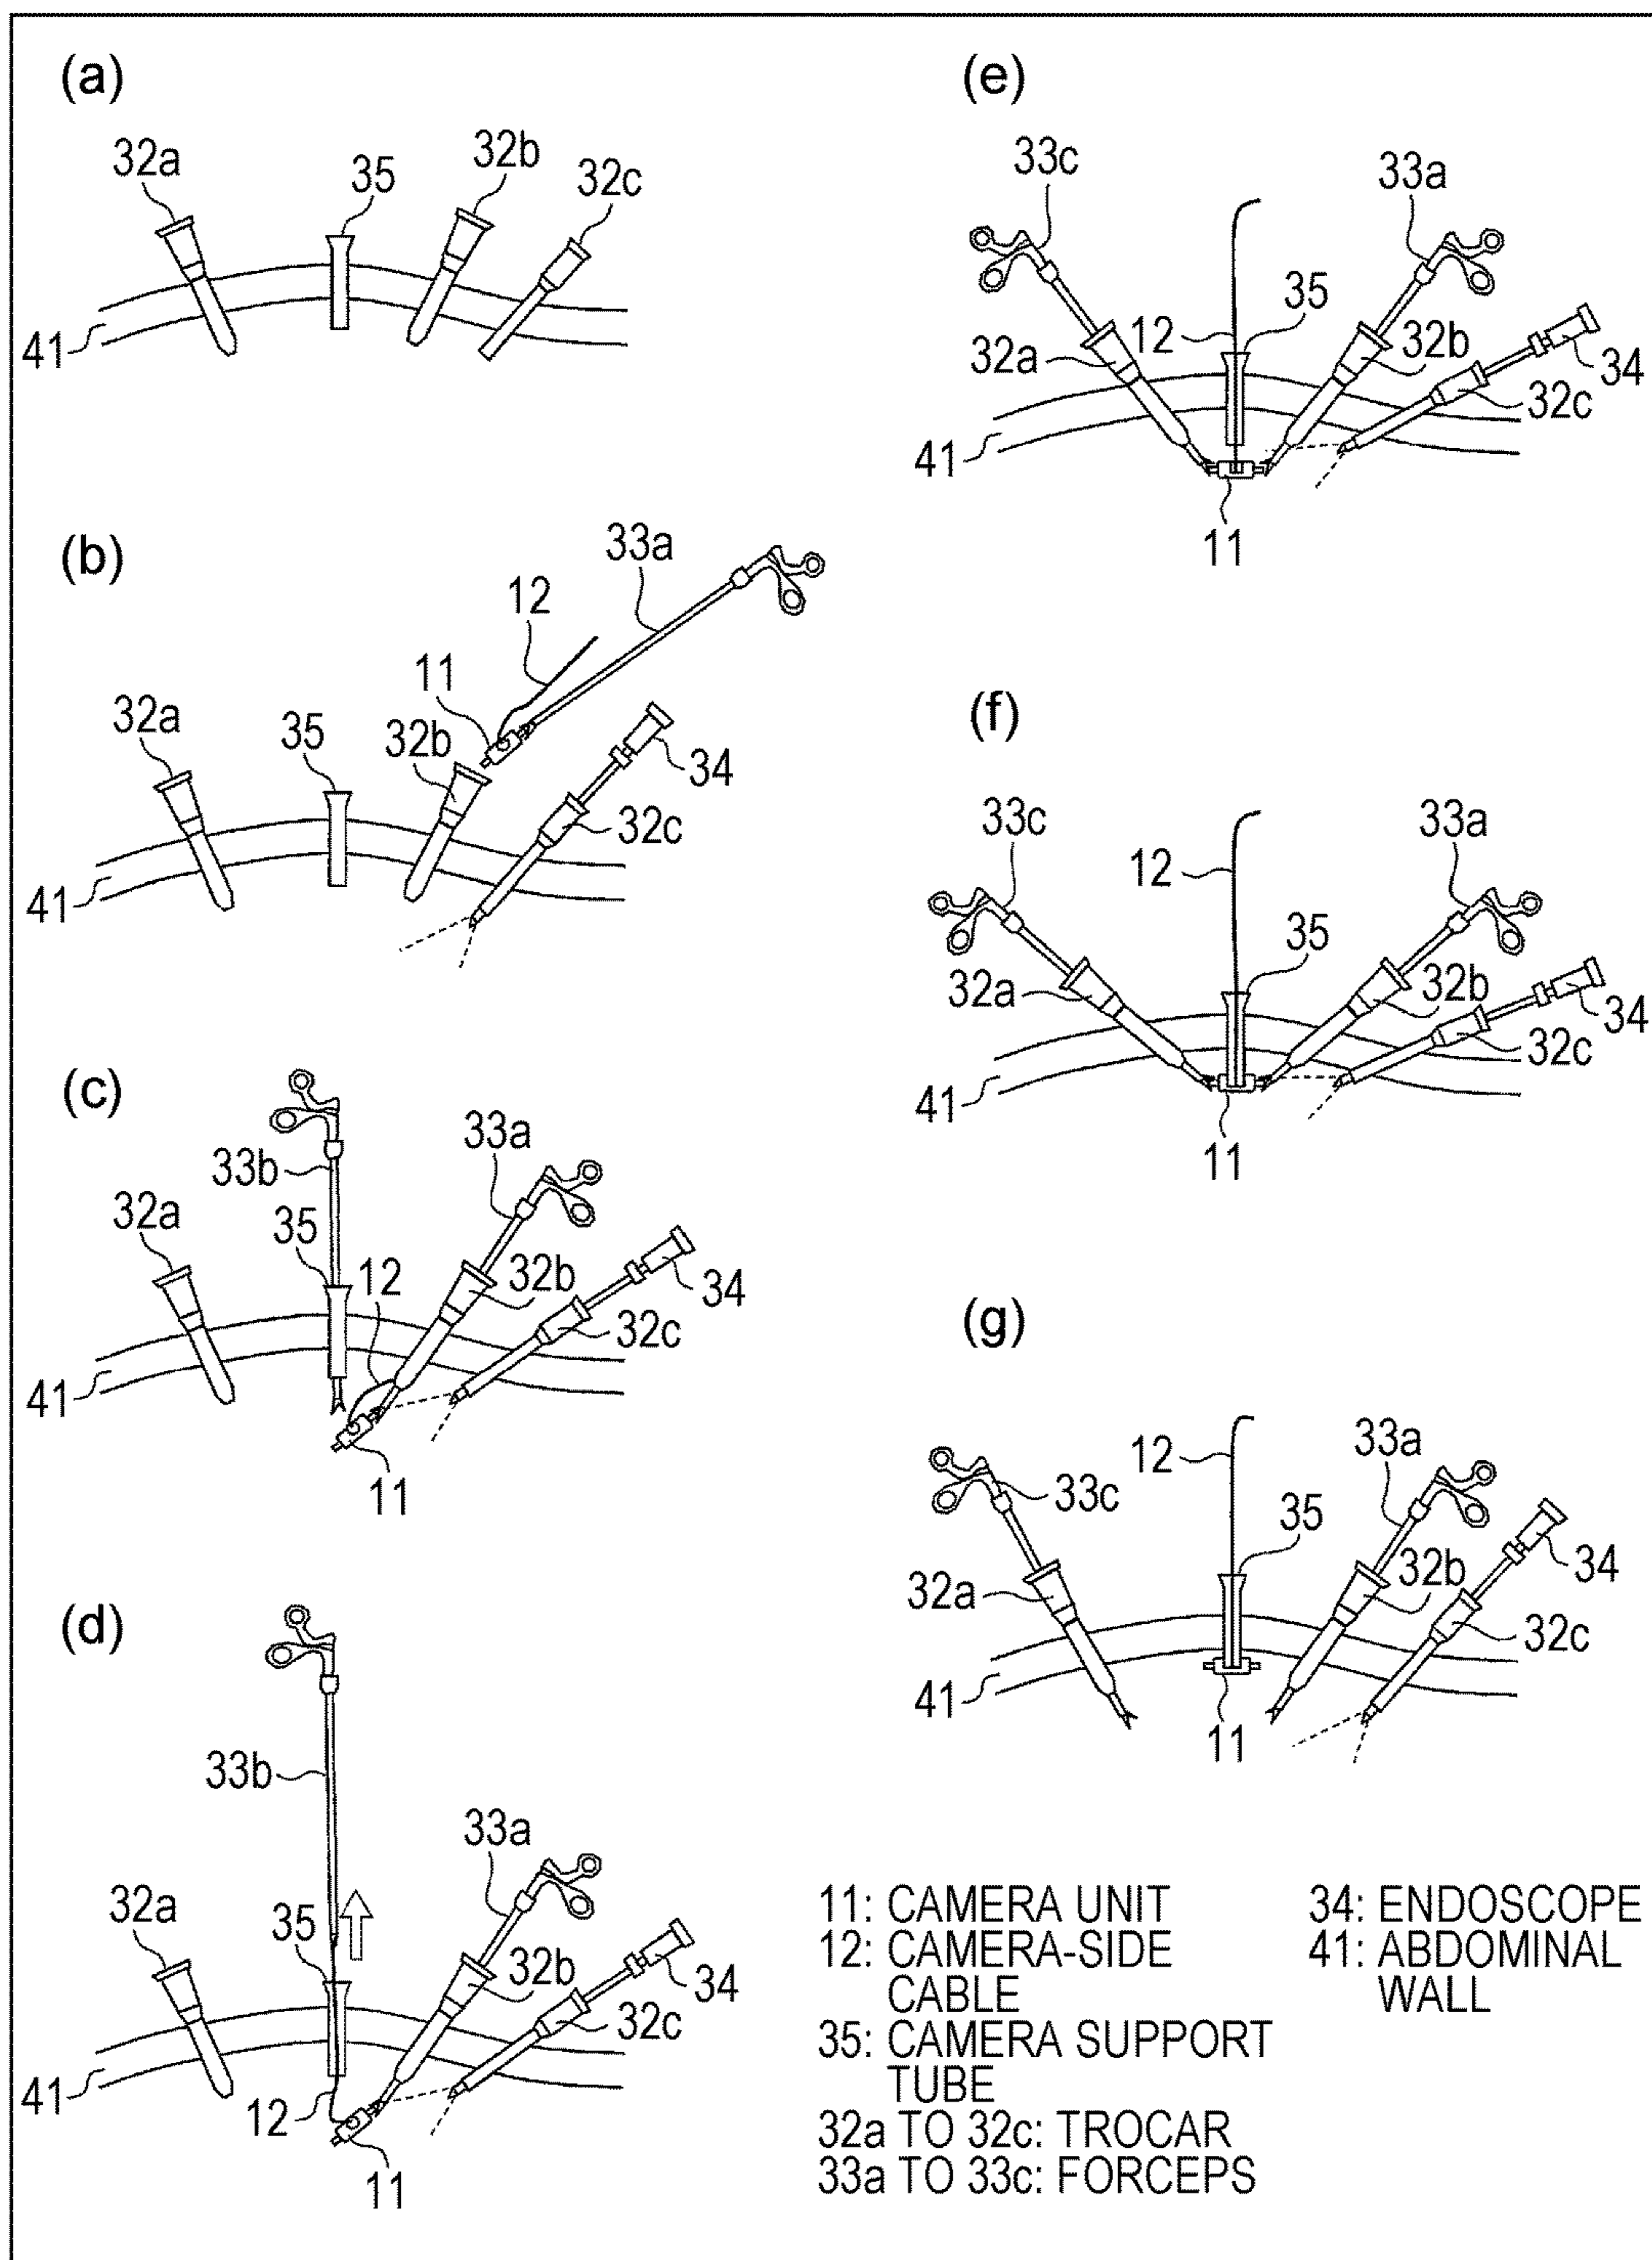 (a)
32a
35
32b
32c
41
(b)
33a
12
11
32a
35
32b
34
32c
41
(c)
33b
33a
32a
35
12
32b
34
32c
41
11
(d)
33b
33a
32a
35
32b
34
32c
41
12
11
(e)
33c
33a
35
12
32a
32b
34
32c
41
11
(f)
33c
33a
12
35
32a
32b
34
32c
41
11
(g)
33a
12
33c
35
32b
34
32a
32c
41
11
11: CAMERA UNIT
12: CAMERA-SIDE
CABLE
35: CAMERA SUPPORT
TUBE
32a TO 32c: TROCAR
33a TO 33c: FORCEPS
34: ENDOSCOPE
41: ABDOMINAL
WALL